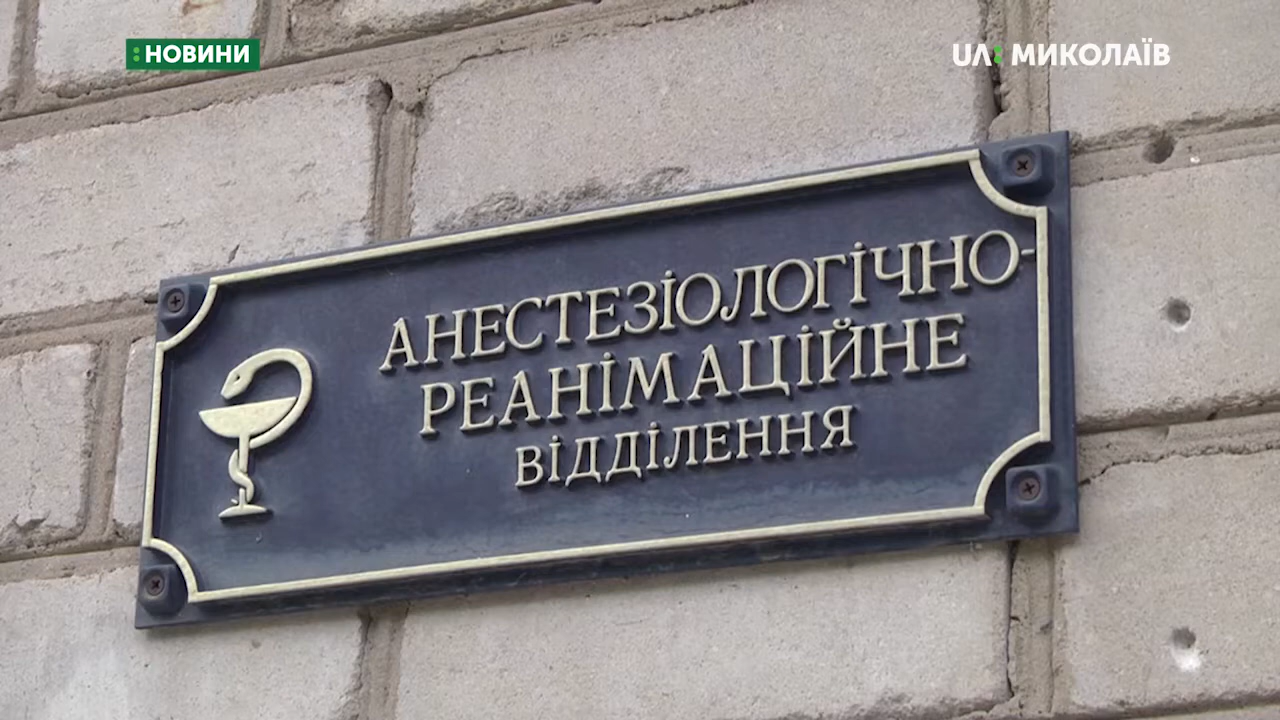 :НОВИНИ
UA: МИКОЛАЇВ
АНЕСТЕЗІОЛОГІЧНО-
РЕАНІМАЦІЙНЕ
ВІДДІЛЕННЯ